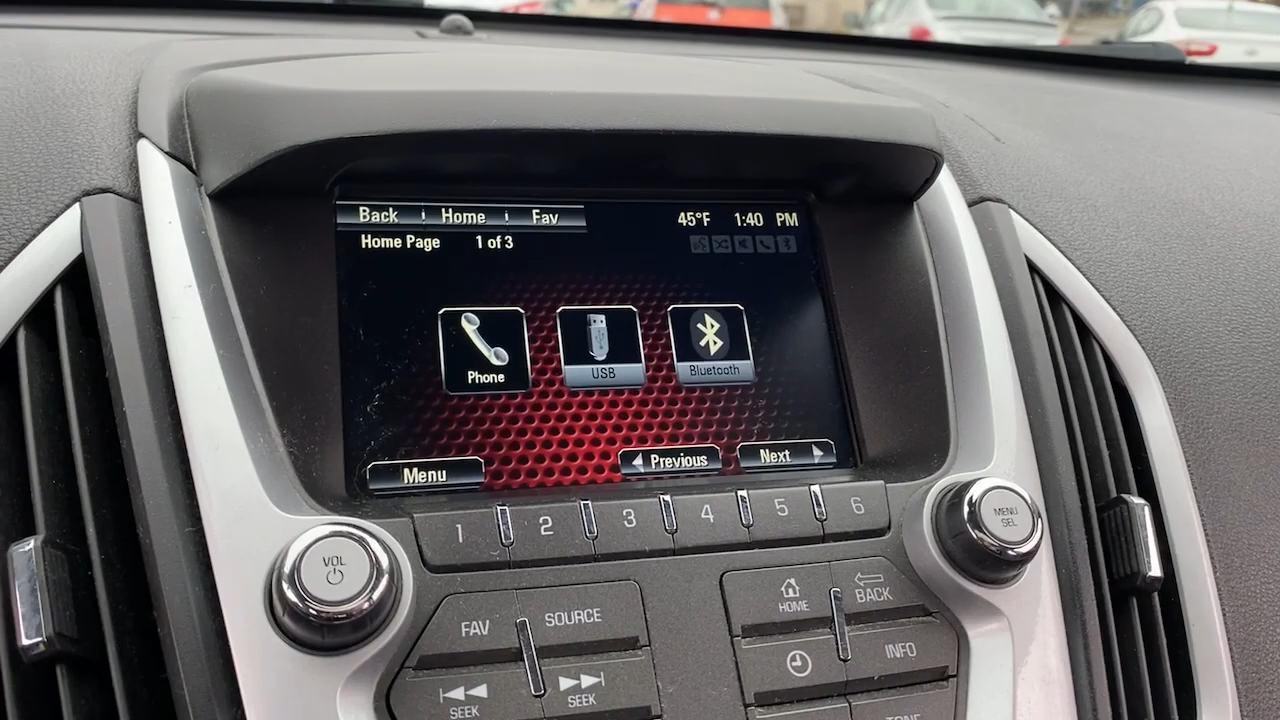 Back Home Fav 45°F 1:40 PM
Home Page 1 of 3
Phone USB Bluetooth
Menu Previous Next
1 2 3 4 5 6
VOL
MENU
SEL
FAV SOURCE
HOME BACK
SEEK SEEK
INFO
TONE